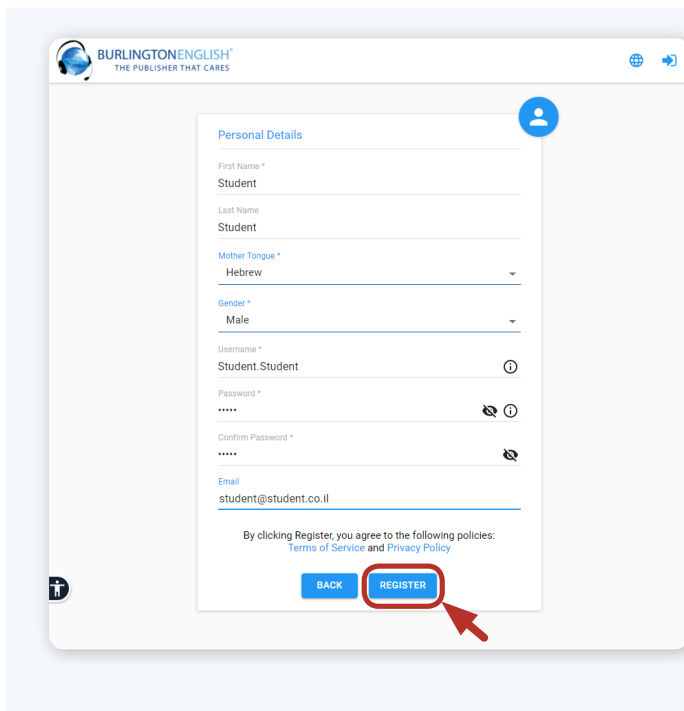 BURLINGTONENGLISH®
THE PUBLISHER THAT CARES
Personal Details
First Name *
Student
Last Name
Student
Mother Tongue *
Hebrew
Gender *
Male
Username *
Student.Student
Password *
•••••
Confirm Password *
•••••
Email
student@student.co.il
By clicking Register, you agree to the following policies:
Terms of Service and Privacy Policy
BACK REGISTER